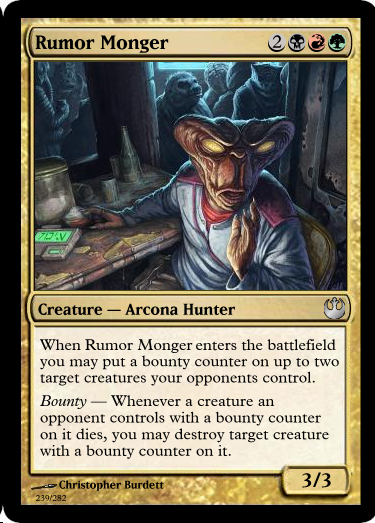 Rumor Monger 2
Creature — Arcona Hunter
When Rumor Monger enters the battlefield
you may put a bounty counter on up to two
target creatures your opponents control.
Bounty — Whenever a creature an
opponent controls with a bounty counter
on it dies, you may destroy target creature
with a bounty counter on it.
3/3
Christopher Burdett
239/282